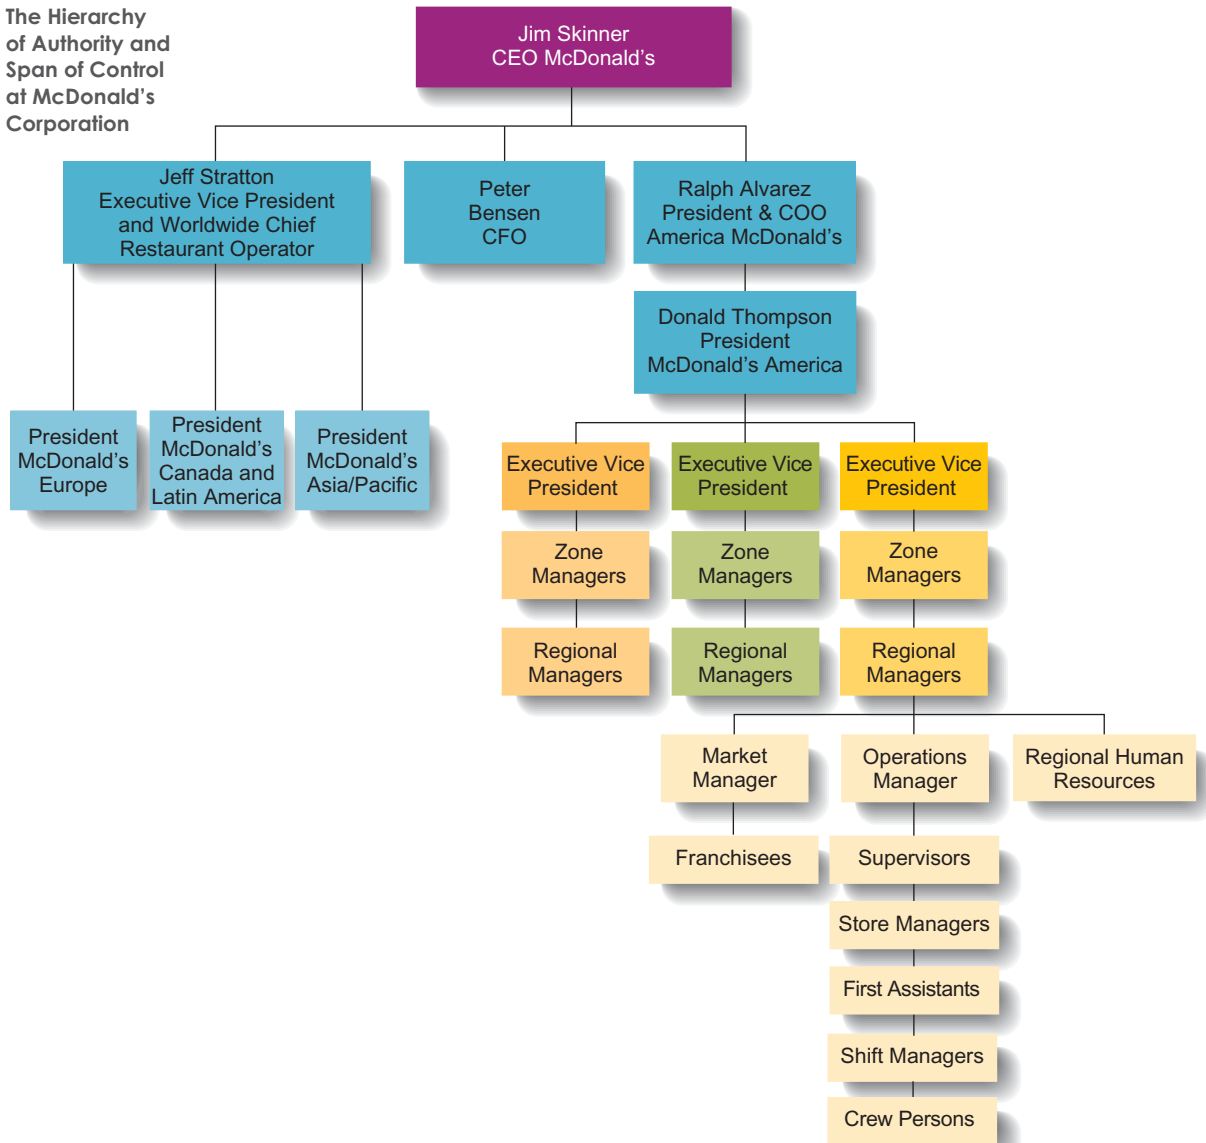 The Hierarchy
of Authority and
Span of Control
at McDonald's
Corporation
Jim Skinner
CEO McDonald's
Jeff Stratton
Executive Vice President
and Worldwide Chief
Restaurant Operator
Peter
Bensen
CFO
Ralph Alvarez
President & COO
America McDonald's
Donald Thompson
President
McDonald's America
President
McDonald's
Europe
President
McDonald's
Canada and
Latin America
President
McDonald's
Asia/Pacific
Executive Vice
President
Executive Vice
President
Executive Vice
President
Zone
Managers
Zone
Managers
Zone
Managers
Regional
Managers
Regional
Managers
Regional
Managers
Market
Manager
Operations
Manager
Regional Human
Resources
Franchisees
Supervisors
Store Managers
First Assistants
Shift Managers
Crew Persons